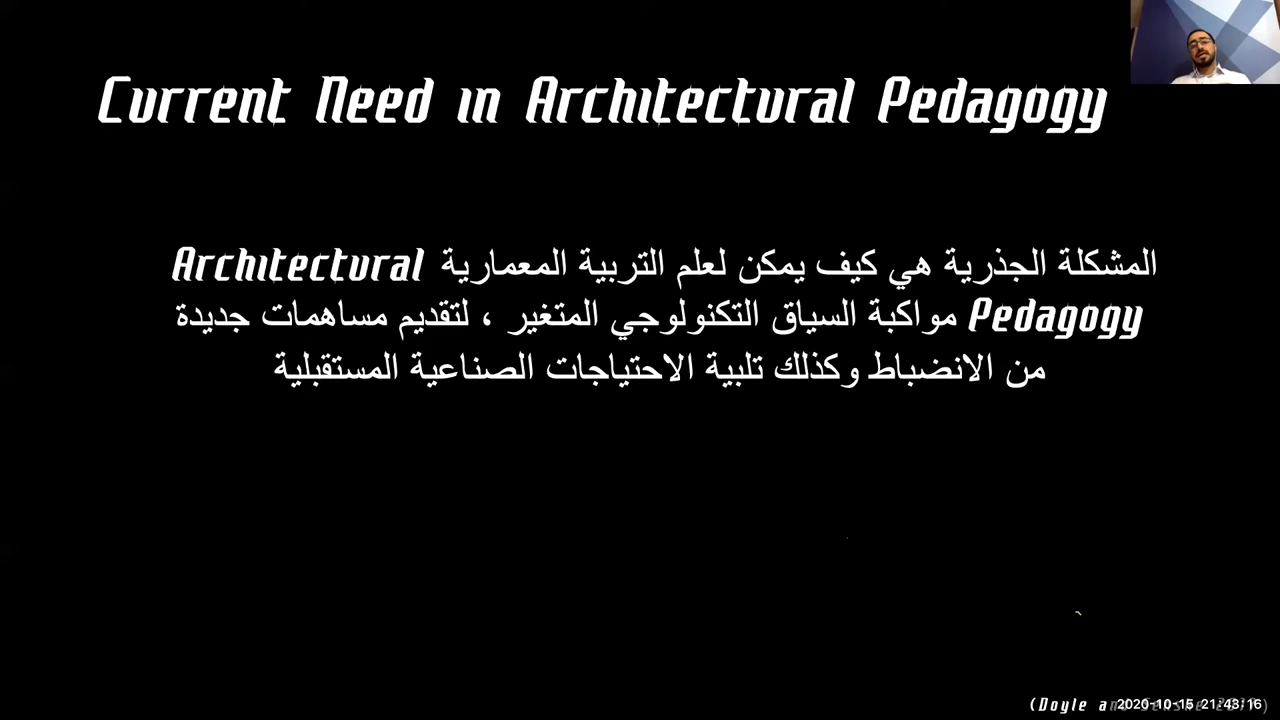 Current Need in Architectural Pedagogy
المشكلة الجذرية هي كيف يمكن لعلم التربية المعمارية Architectural
Pedagogy مواكبة السياق التكنولوجي المتغير ، لتقديم مساهمات جديدة
من الانضباط وكذلك تلبية الاحتياجات الصناعية المستقبلية
(Doyle
2020-10-15 21:43:16